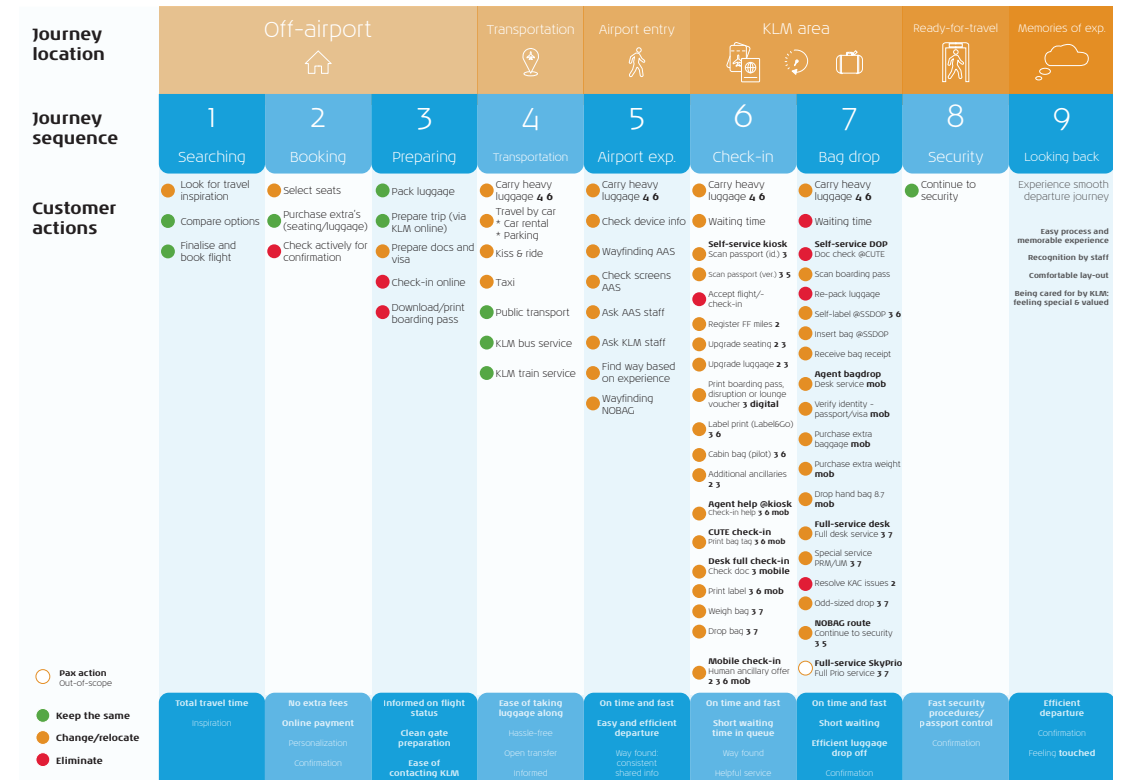 Journey
location
Off-airport
Transportation
Airport entry
KLM area
Ready-for-travel
Memories of exp.
Journey
sequence
1
Searching
2
Booking
3
Preparing
4
Transportation
5
Airport exp.
6
Check-in
7
Bag drop
8
Security
9
Looking back
Customer
actions
Look for travel
inspiration
Compare options
Finalise and
book flight
Select seats
Purchase extra's
(seating/luggage)
Check actively for
confirmation
Pack luggage
Prepare trip (via
KLM online)
Prepare docs and
visa
Check-in online
Download/print
boarding pass
Carry heavy
luggage 4 6
Travel by car
* Car rental
* Parking
Kiss & ride
Taxi
Public transport
KLM bus service
KLM train service
Carry heavy
luggage 4 6
Check device info
Wayfinding AAS
Check screens
AAS
Ask AAS staff
Ask KLM staff
Find way based
on experience
Wayfinding
NOBAG
Carry heavy
luggage 4 6
Waiting time
Self-service kiosk
Scan passport (id.) 3
Scan passport (ver.) 3 5
Accept flight/-
check-in
Register FF miles 2
Upgrade seating 2 3
Upgrade luggage 2 3
Print boarding pass,
disruption or lounge
voucher 3 digital
Label print (Label&Go)
3 6
Cabin bag (pilot) 3 6
Additional ancillaries
2 3
Agent help @kiosk
Check-in help 3 6 mob
CUTE check-in
Print bag tag 3 6 mob
Desk full check-in
Check doc 3 mobile
Print label 3 6 mob
Weigh bag 3 7
Drop bag 3 7
Mobile check-in
Human ancillary offer
2 3 6 mob
Carry heavy
luggage 4 6
Waiting time
Self-service DOP
Doc check @CUTE
Scan boarding pass
Re-pack luggage
Self-label @SSDOP 3 6
Insert bag @SSDOP
Receive bag receipt
Agent bagdrop
Desk service mob
Verify identity -
passport/visa mob
Purchase extra
baggage mob
Purchase extra weight
mob
Drop hand bag 8.7
mob
Full-service desk
Full desk service 3 7
Special service
PRM/UM 3 7
Resolve KAC issues 2
Odd-sized drop 3 7
NOBAG route
Continue to security
3 5
Full-service SkyPrio
Full Prio service 3 7
Continue to
security
Experience smooth
departure journey
Easy process and
memorable experience
Recognition by staff
Comfortable lay-out
Being cared for by KLM:
feeling special & valued
Pax action
Out-of-scope
Keep the same
Change/relocate
Eliminate
Total travel time
Inspiration
No extra fees
Online payment
Personalization
Confirmation
Informed on flight
status
Clean gate
preparation
Ease of
contacting KLM
Ease of taking
luggage along
Hassle-free
Open transfer
Informed
On time and fast
Easy and efficient
departure
Way found
consistent
shared info
On time and fast
Short waiting
time in queue
Way found
Helpful service
On time and fast
Short waiting
Efficient luggage
drop off
Confirmation
Fast security
procedures/
passport control
Confirmation
Efficient
departure
Confirmation
Feeling touched